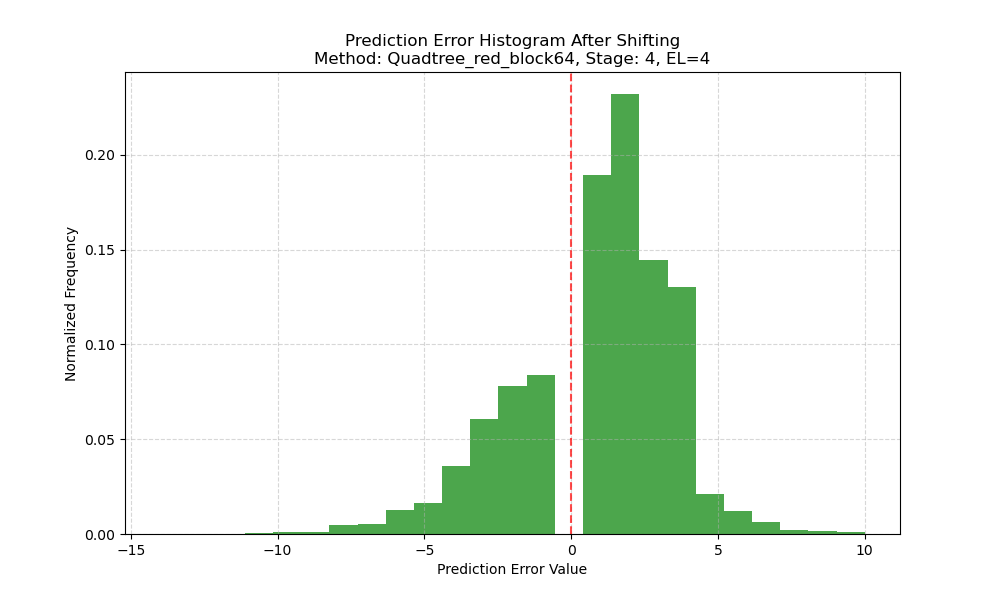 Prediction Error Histogram After Shifting
Method: Quadtree_red_block64, Stage: 4, EL=4
Normalized Frequency
0.20
0.15
0.10
0.05
0.00
−15
−10
−5
0
5
10
Prediction Error Value